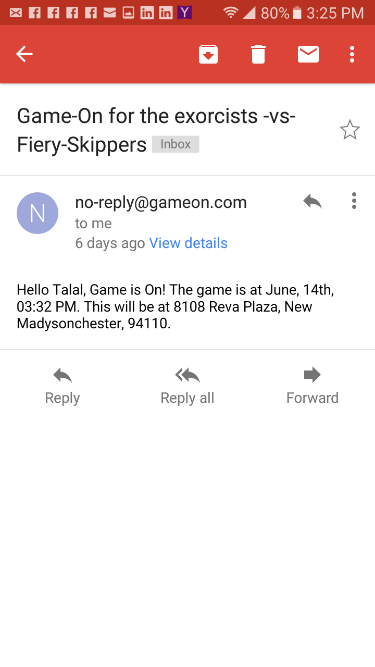 80% 3:25 PM
Game-On for the exorcists -vs-
Fiery-Skippers Inbox
N
no-reply@gameon.com
to me
6 days ago View details
Hello Talal, Game is On! The game is at June, 14th,
03:32 PM. This will be at 8108 Reva Plaza, New
Madysonchester, 94110.
Reply Reply all Forward